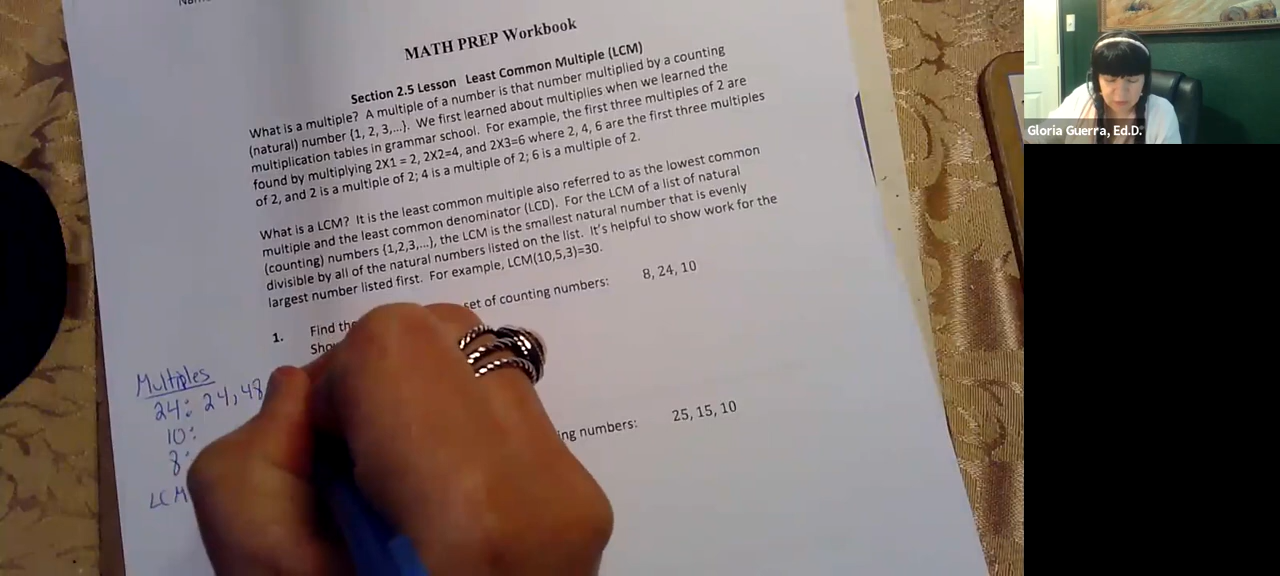 MATH PREP Workbook
Section 2.5 Lesson Least Common Multiple (LCM)
What is a multiple? A multiple of a number is that number multiplied by a counting
(natural) number {1, 2, 3,...}. We first learned about multiplies when we learned the
multiplication tables in grammar school. For example, the first three multiples of 2 are
found by multiplying 2X1 = 2, 2X2=4, and 2X3=6 where 2, 4, 6 are the first three multiples
of 2, and 2 is a multiple of 2; 4 is a multiple of 2; 6 is a multiple of 2.
What is a LCM? It is the least common multiple also referred to as the lowest common
multiple and the least common denominator (LCD). For the LCM of a list of natural
(counting) numbers {1,2,3,...}, the LCM is the smallest natural number that is evenly
divisible by all of the natural numbers listed on the list. It's helpful to show work for the
largest number listed first. For example, LCM(10,5,3)=30.
1. Find the set of counting numbers: 8, 24, 10
Multiples
24: 24, 48
10:
8:
LCM
numbers: 25, 15, 10
Gloria Guerra, Ed.D.